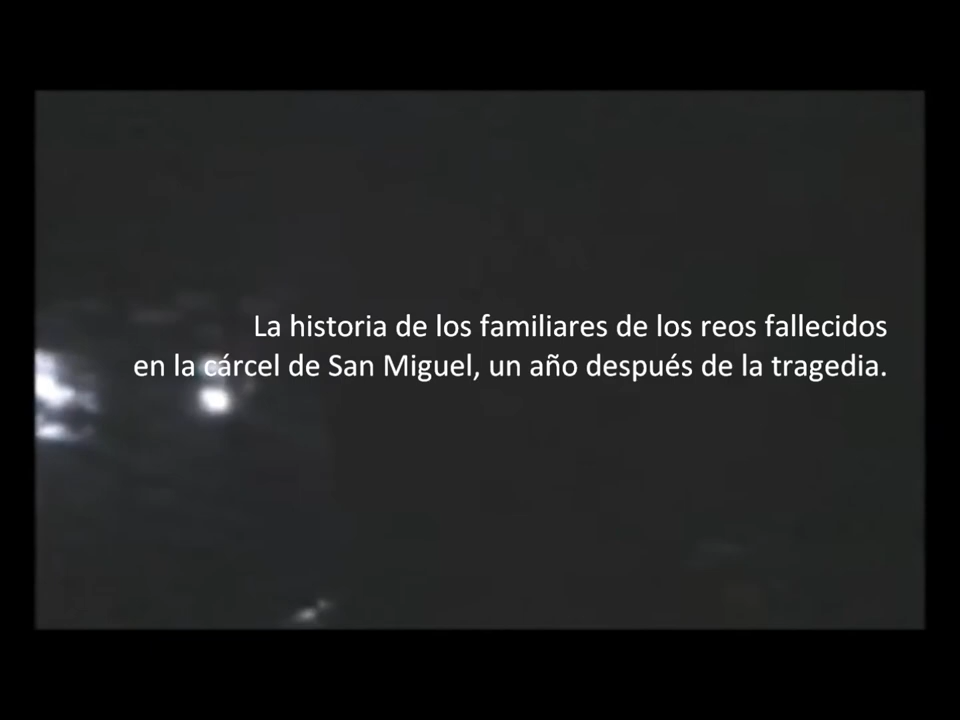 La historia de los familiares de los reos fallecidos
en la cárcel de San Miguel, un año después de la tragedia.